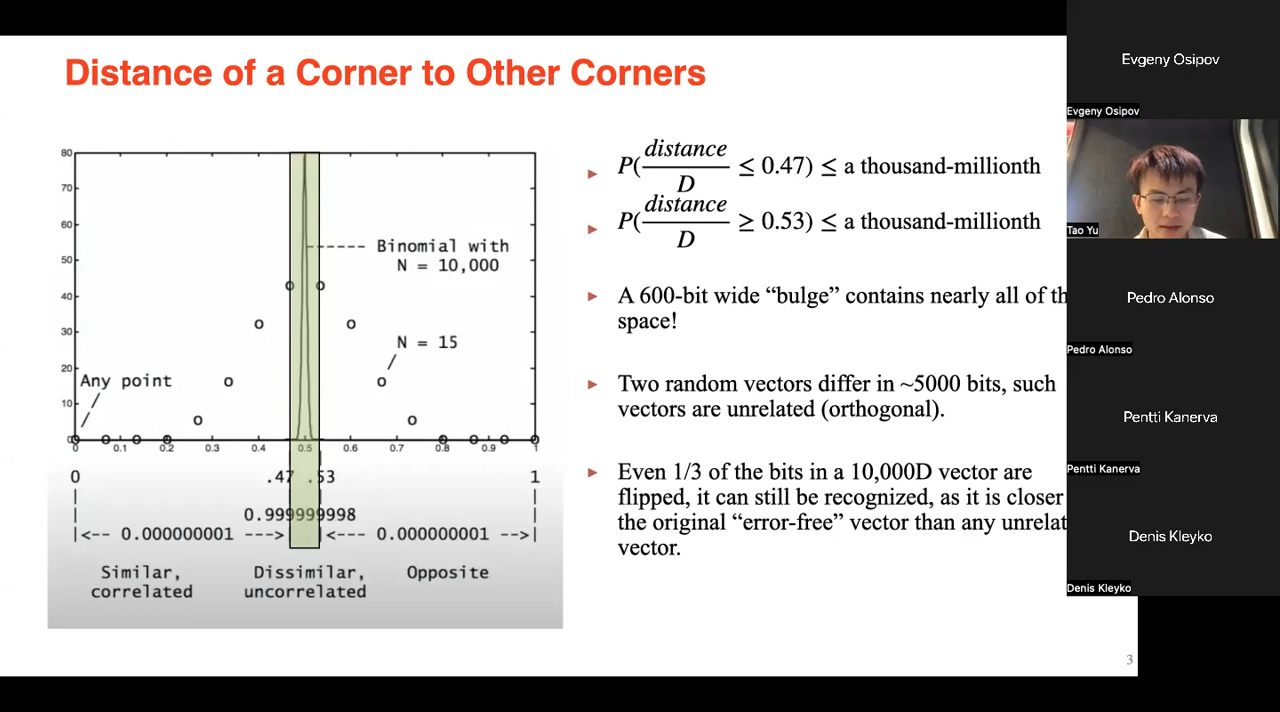 Distance of a Corner to Other Corners
80
70
60
50
40
30
20
10
0
0.1 0.2 0.3 0.4 0.5 0.6 0.7 0.8 0.9 1
Binomial with
N = 10,000
N = 15
Any point
0 .47 .53 1
0.999999998
|<-- 0.000000001 ---> <--- 0.000000001 -->|
Similar,
correlated
Dissimilar,
uncorrelated
Opposite
P(distance/D ≤ 0.47) ≤ a thousand-millionth
P(distance/D ≥ 0.53) ≤ a thousand-millionth
A 600-bit wide “bulge” contains nearly all of th
space!
Two random vectors differ in ~5000 bits, such
vectors are unrelated (orthogonal).
Even 1/3 of the bits in a 10,000D vector are
flipped, it can still be recognized, as it is closer
the original “error-free” vector than any unrelat
vector.
3
Evgeny Osipov
Evgeny Osipov
Tao Yu
Pedro Alonso
Pedro Alonso
Pentti Kanerva
Pentti Kanerva
Denis Kleyko
Denis Kleyko